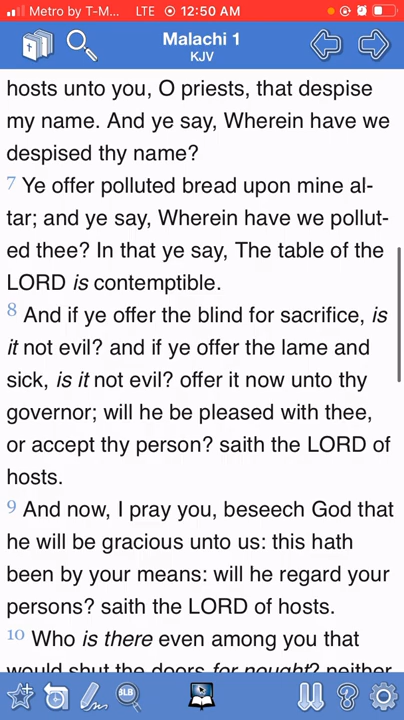 Metro by T-M... LTE 12:50 AM
Malachi 1
KJV
hosts unto you, O priests, that despise
my name. And ye say, Wherein have we
despised thy name?
7 Ye offer polluted bread upon mine al-
tar; and ye say, Wherein have we pollut-
ed thee? In that ye say, The table of the
LORD is contemptible.
8 And if ye offer the blind for sacrifice, is
it not evil? and if ye offer the lame and
sick, is it not evil? offer it now unto thy
governor; will he be pleased with thee,
or accept thy person? saith the LORD of
hosts.
9 And now, I pray you, beseech God that
he will be gracious unto us: this hath
been by your means: will he regard your
persons? saith the LORD of hosts.
10 Who is there even among you that
would shut the doors for nought? neither
BLB